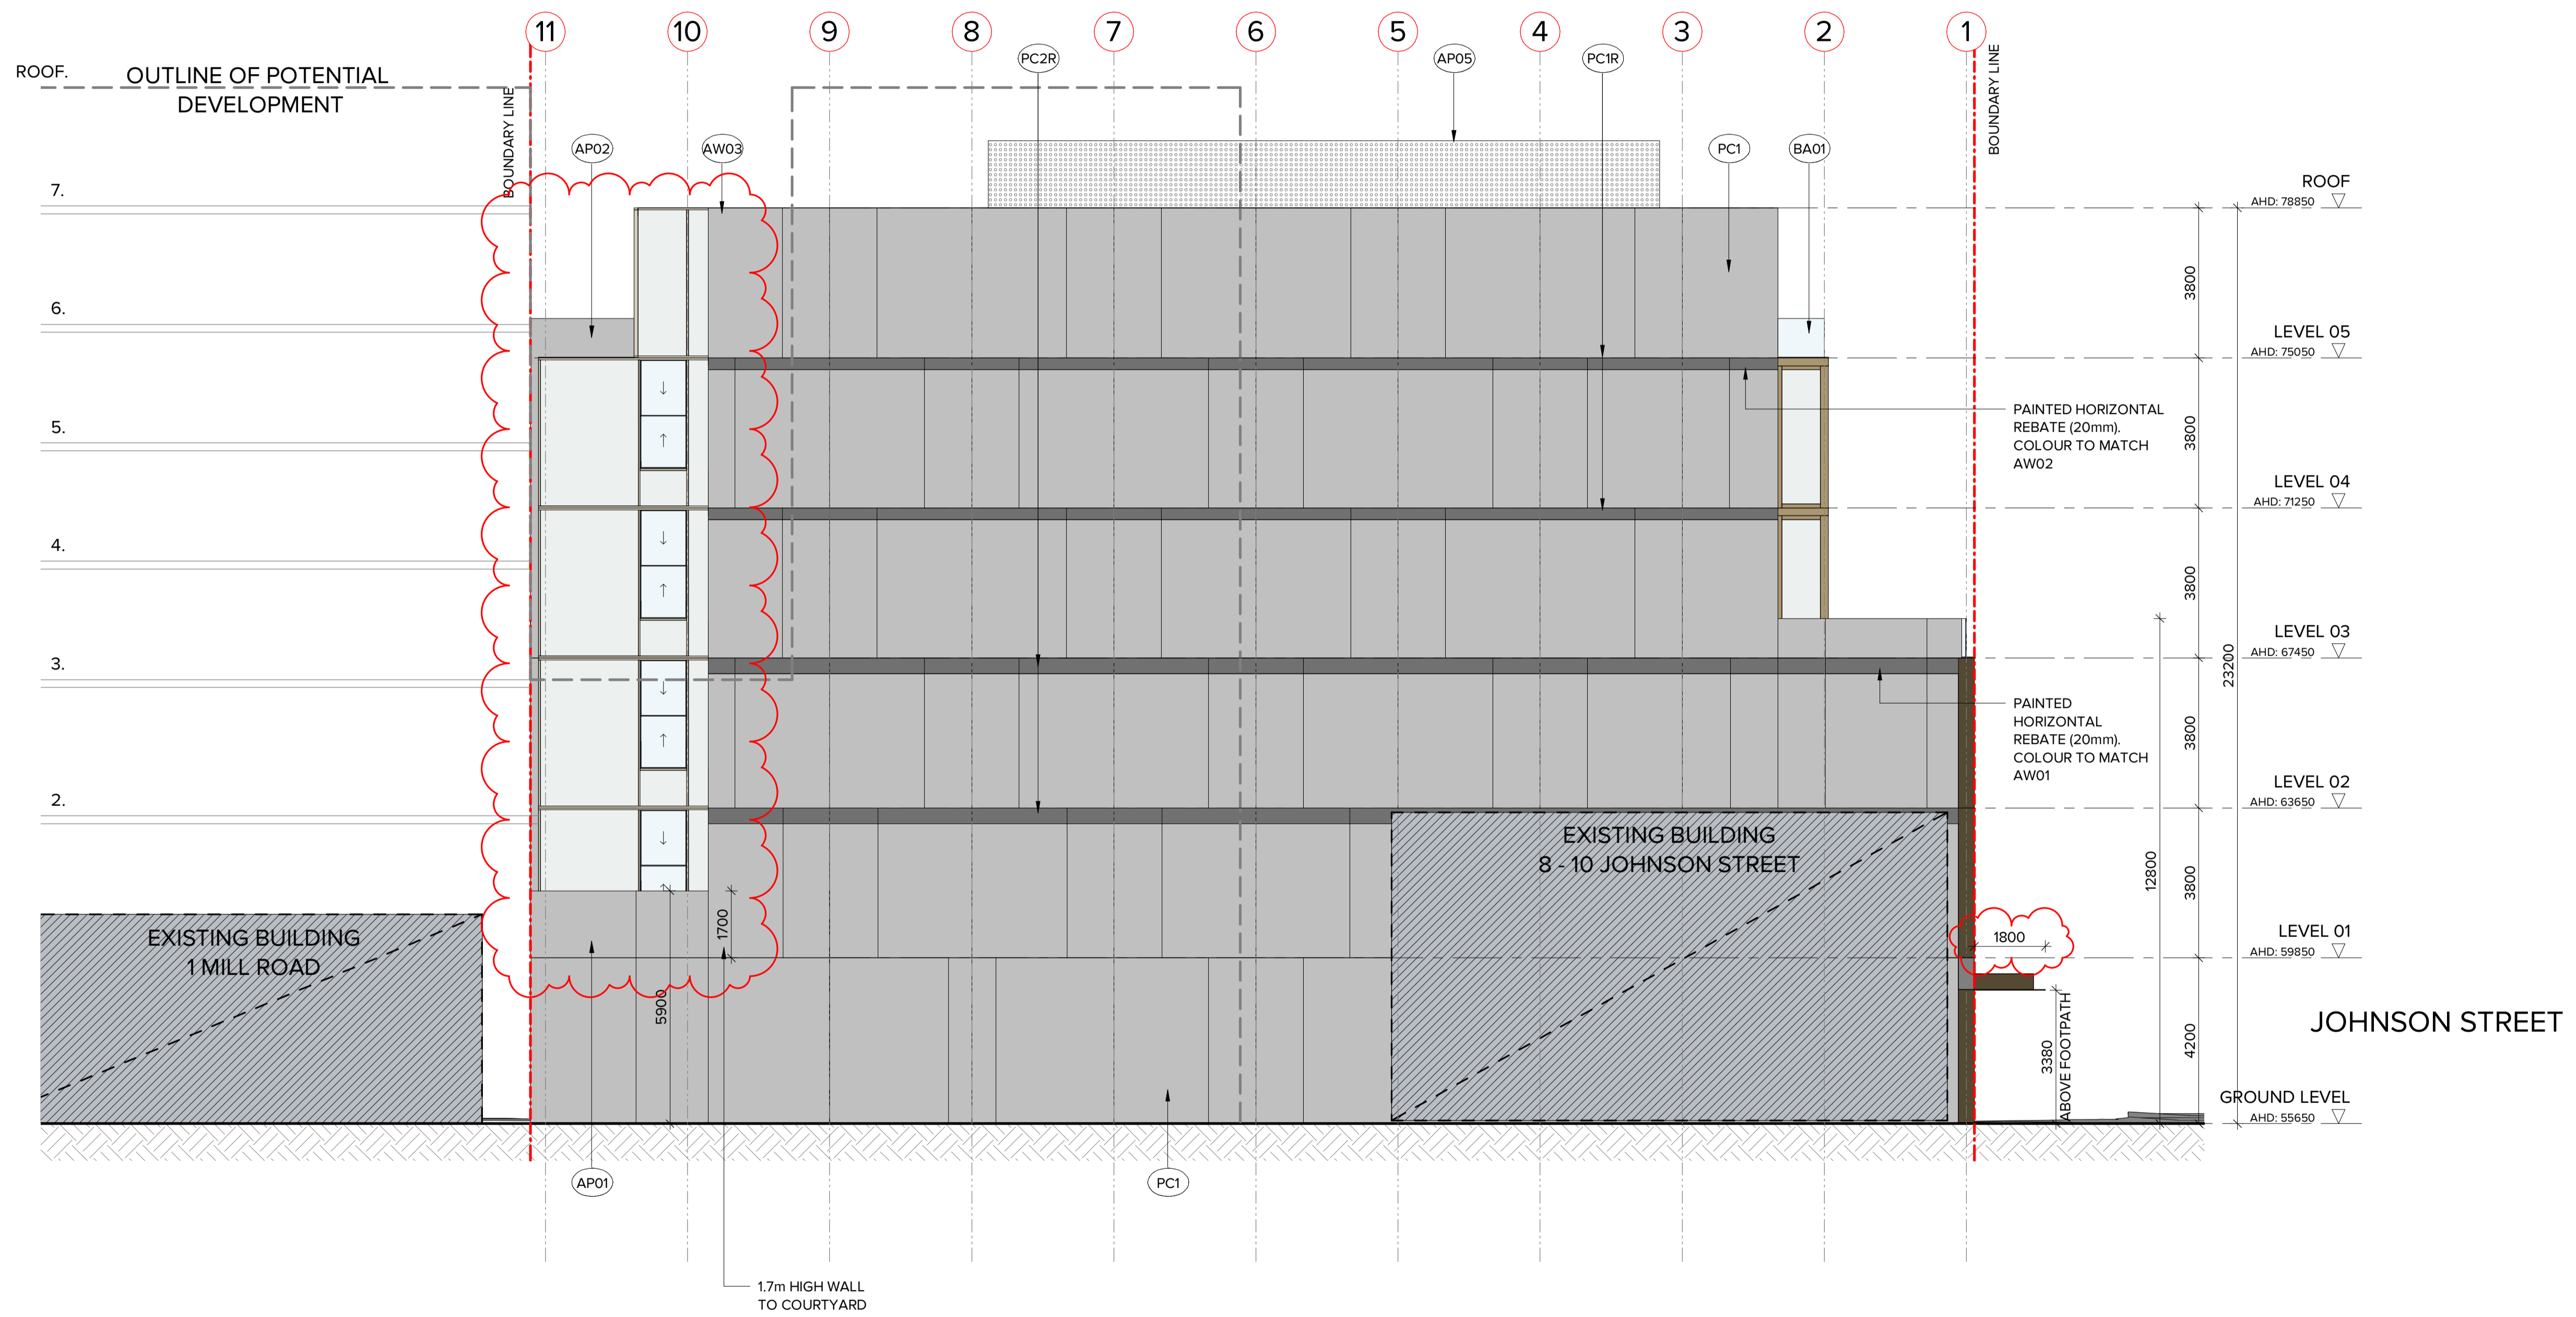 11
10
9
8
7
6
5
4
3
2
1
ROOF.
OUTLINE OF POTENTIAL
DEVELOPMENT
BOUNDARY LINE
BOUNDARY LINE
PC2R
AP05
PC1R
AP02
AW03
PC1
BA01
7.
6.
5.
4.
3.
2.
ROOF
AHD: 78850
LEVEL 05
AHD: 75050
LEVEL 04
AHD: 71250
LEVEL 03
AHD: 67450
LEVEL 02
AHD: 63650
LEVEL 01
AHD: 59850
GROUND LEVEL
AHD: 55650
3800
3800
3800
3800
3800
4200
23200
12800
PAINTED HORIZONTAL
REBATE (20mm).
COLOUR TO MATCH
AW02
PAINTED
HORIZONTAL
REBATE (20mm).
COLOUR TO MATCH
AW01
EXISTING BUILDING
8 - 10 JOHNSON STREET
EXISTING BUILDING
1 MILL ROAD
1700
5900
1800
3380
ABOVE FOOTPATH
JOHNSON STREET
AP01
PC1
1.7m HIGH WALL
TO COURTYARD